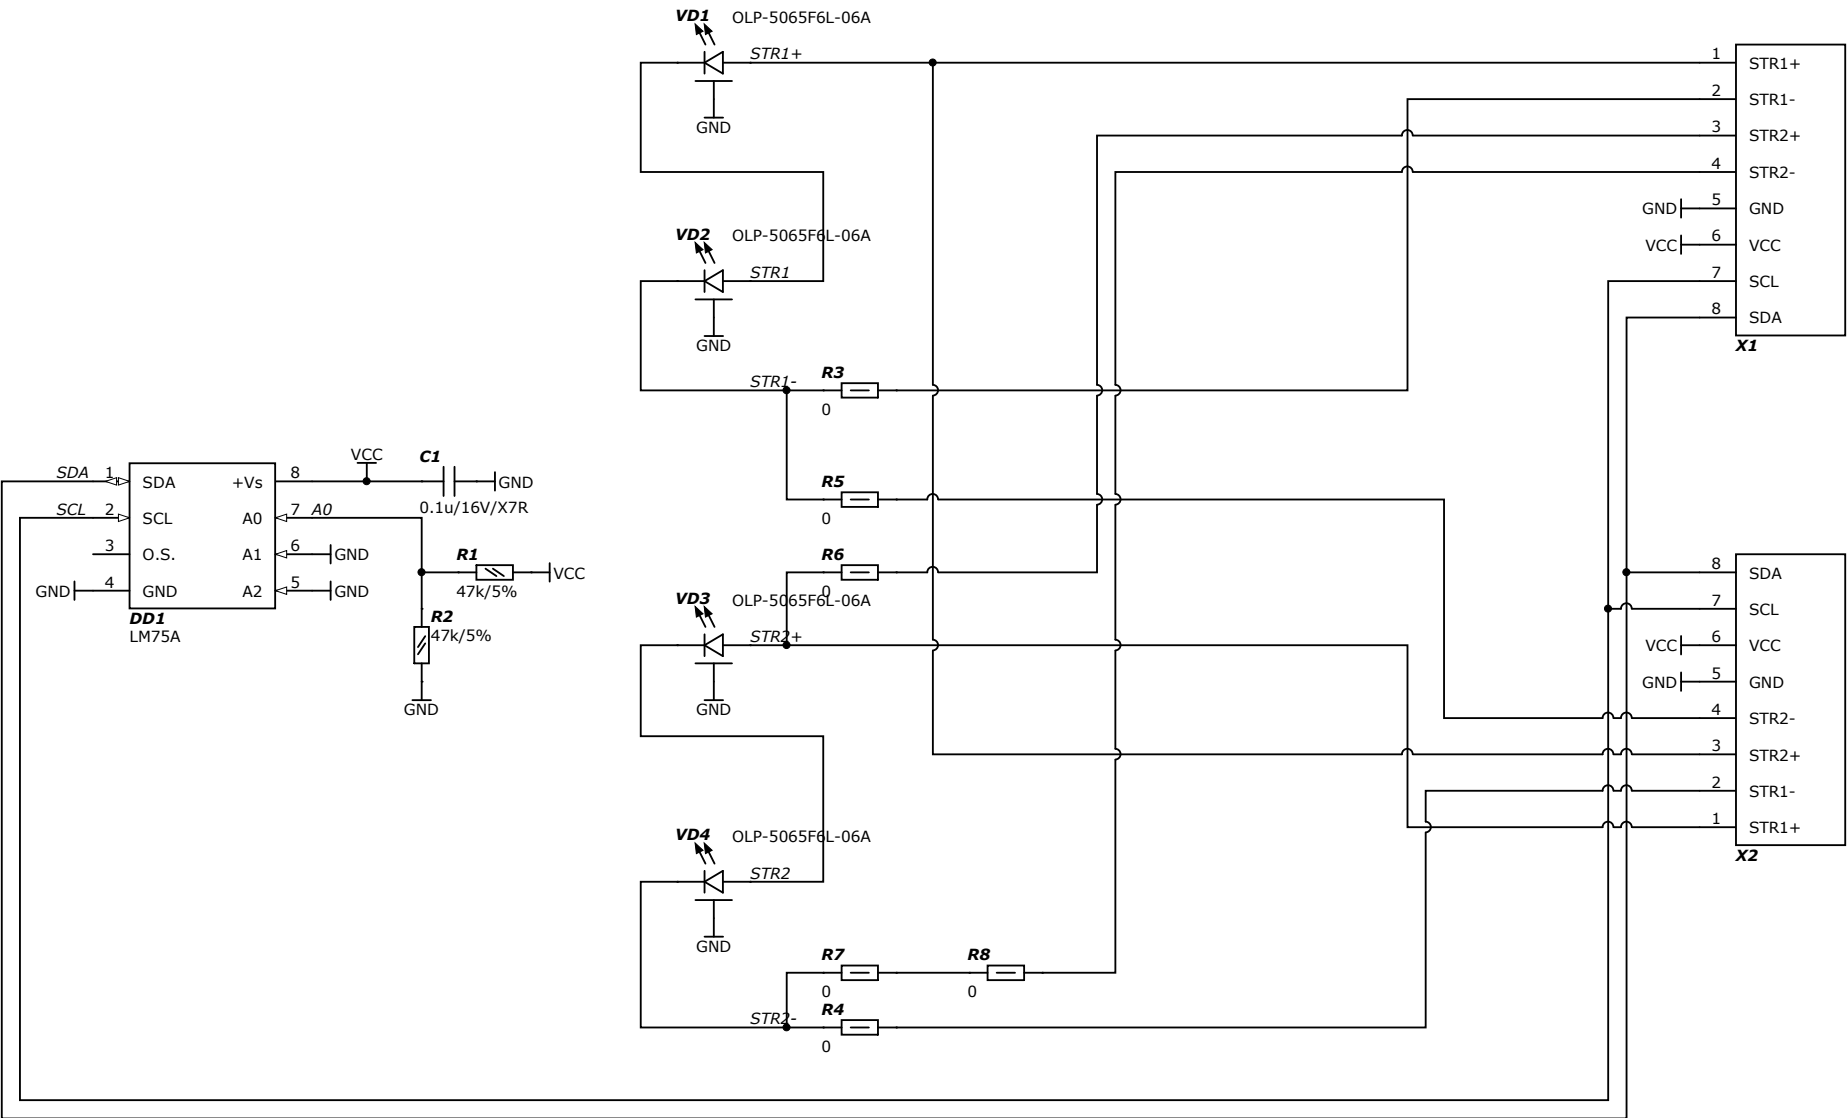 VD1 OLP-5065F6L-06A
STR1+
GND
VD2 OLP-5065F6L-06A
STR1
GND
STR1-
R3
0
R5
0
R6
0
VD3 OLP-5065F6L-06A
STR2+
GND
VD4 OLP-5065F6L-06A
STR2
GND
R7
0
R8
0
STR2-
R4
0
SDA 1 SDA +Vs 8
SCL 2 SCL A0 7 A0
3 O.S. A1 6 GND
GND 4 GND A2 5 GND
DD1
LM75A
VCC
C1
GND
0.1u/16V/X7R
R1
VCC
47k/5%
R2
47k/5%
GND
1 STR1+
2 STR1-
3 STR2+
4 STR2-
GND 5 GND
VCC 6 VCC
7 SCL
8 SDA
X1
8 SDA
7 SCL
VCC 6 VCC
GND 5 GND
4 STR2-
3 STR2+
2 STR1-
1 STR1+
X2